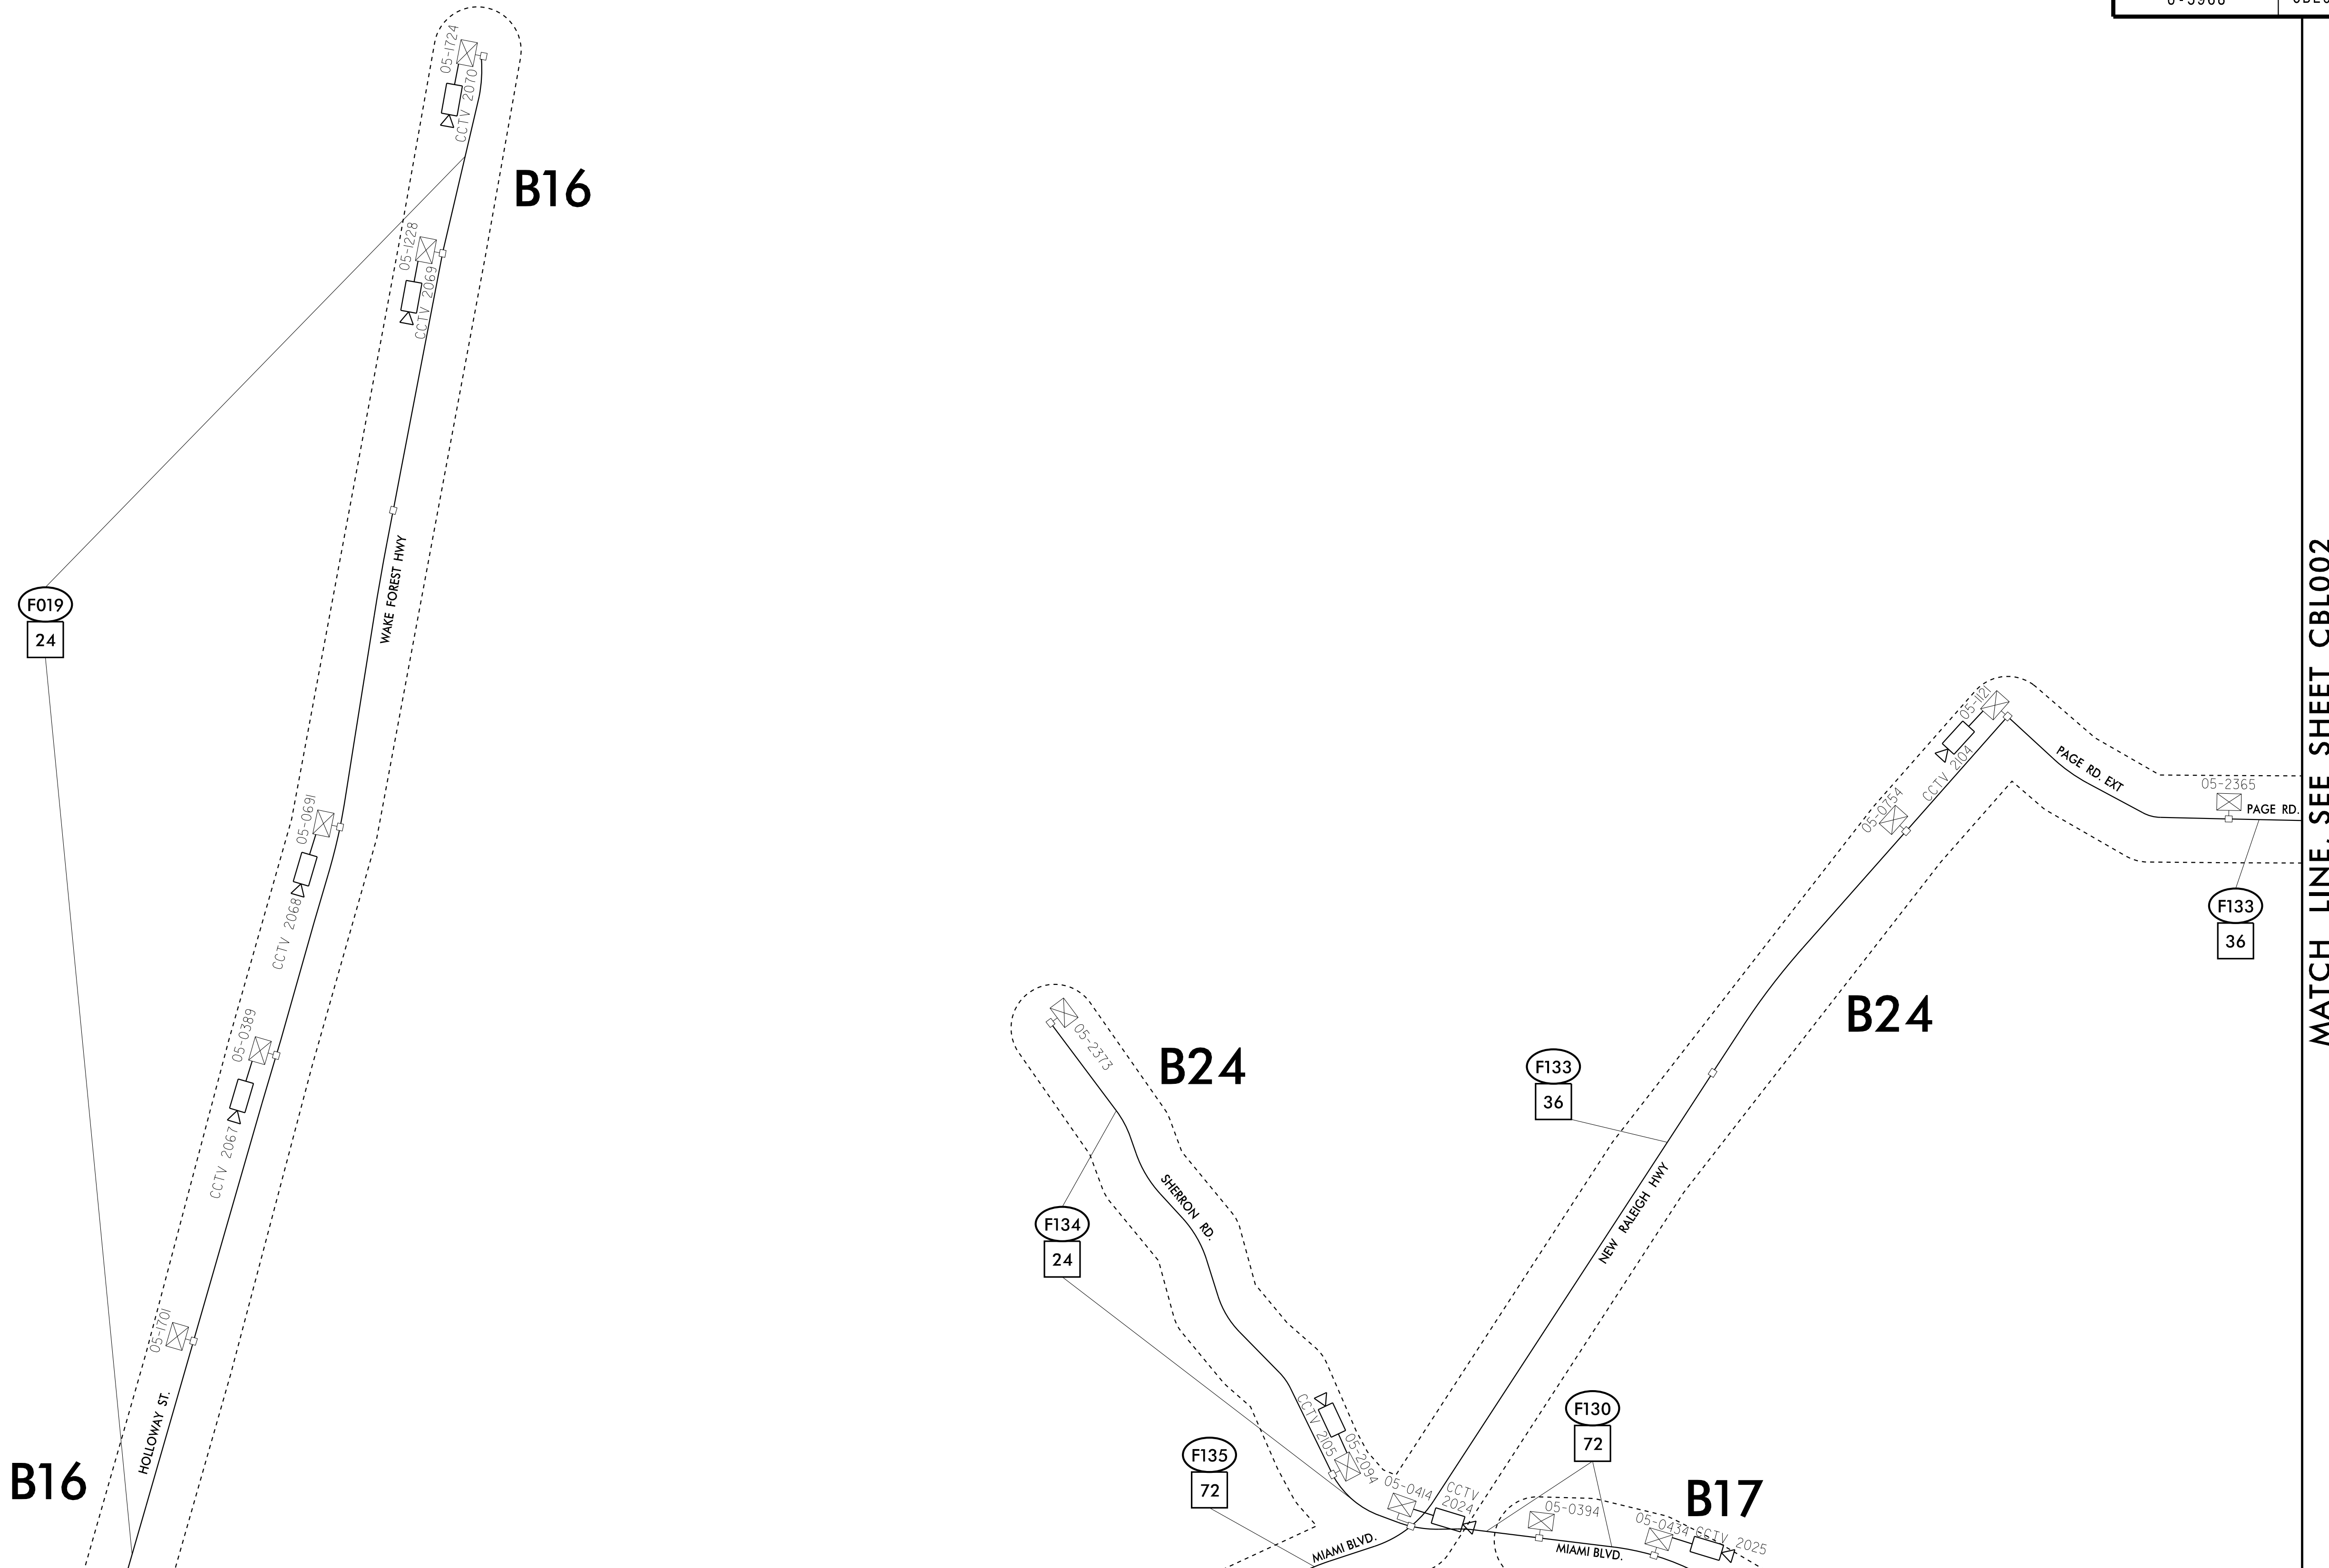 05-1724
CCTV 2070
B16
05-1228
CCTV 2069
WAKE FOREST HWY
F019
24
05-0691
CCTV 2068
05-0389
CCTV 2067
05-1701
HOLLOWAY ST.
B16
05-2373
B24
SHERRON RD.
F134
24
CCTV 2105
05-2094
F135
72
MIAMI BLVD.
05-0414
CCTV
2024
F130
72
05-0394
MIAMI BLVD.
05-0434
CCTV 2025
B17
F133
36
NEW RALEIGH HWY
B24
05-0754
CCTV 2104
05-1121
PAGE RD. EXT
05-2365
PAGE RD.
F133
36
MATCH LINE, SEE SHEET CBL002